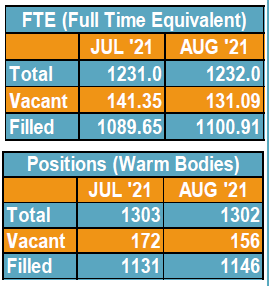 FTE (Full Time Equivalent)
JUL '21 AUG '21
Total 1231.0 1232.0
Vacant 141.35 131.09
Filled 1089.65 1100.91
Positions (Warm Bodies)
JUL '21 AUG '21
Total 1303 1302
Vacant 172 156
Filled 1131 1146